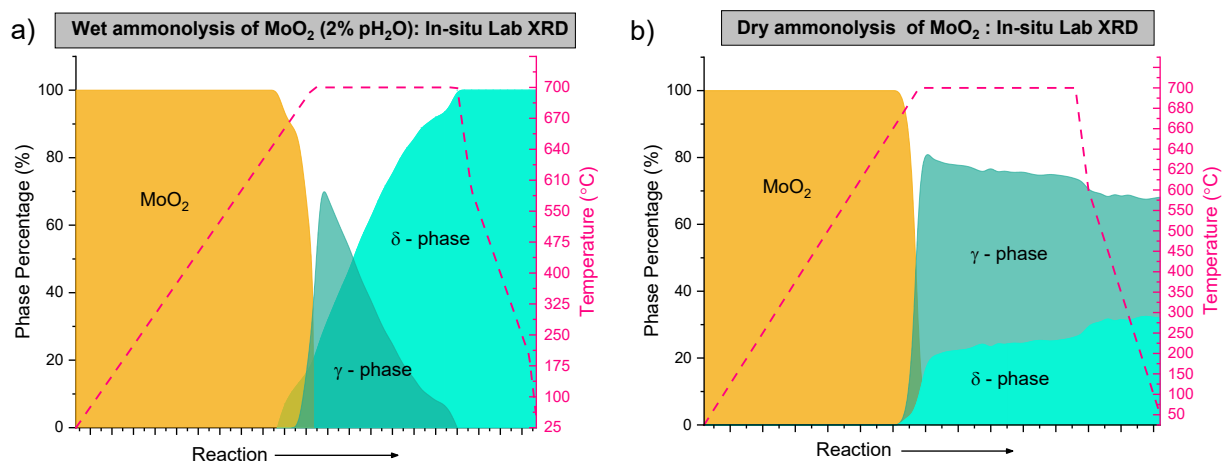 a)
Wet ammonolysis of MoO₂ (2% pH₂O): In-situ Lab XRD
Phase Percentage (%)
100
80
60
40
20
0
MoO₂
δ - phase
γ - phase
700
670
640
610
550
475
400
325
250
175
100
25
Temperature (°C)
Reaction
b)
Dry ammonolysis of MoO₂ : In-situ Lab XRD
Phase Percentage (%)
100
80
60
40
20
0
MoO₂
γ - phase
δ - phase
700
680
660
640
620
600
550
500
450
400
350
300
250
200
150
100
50
Temperature (°C)
Reaction